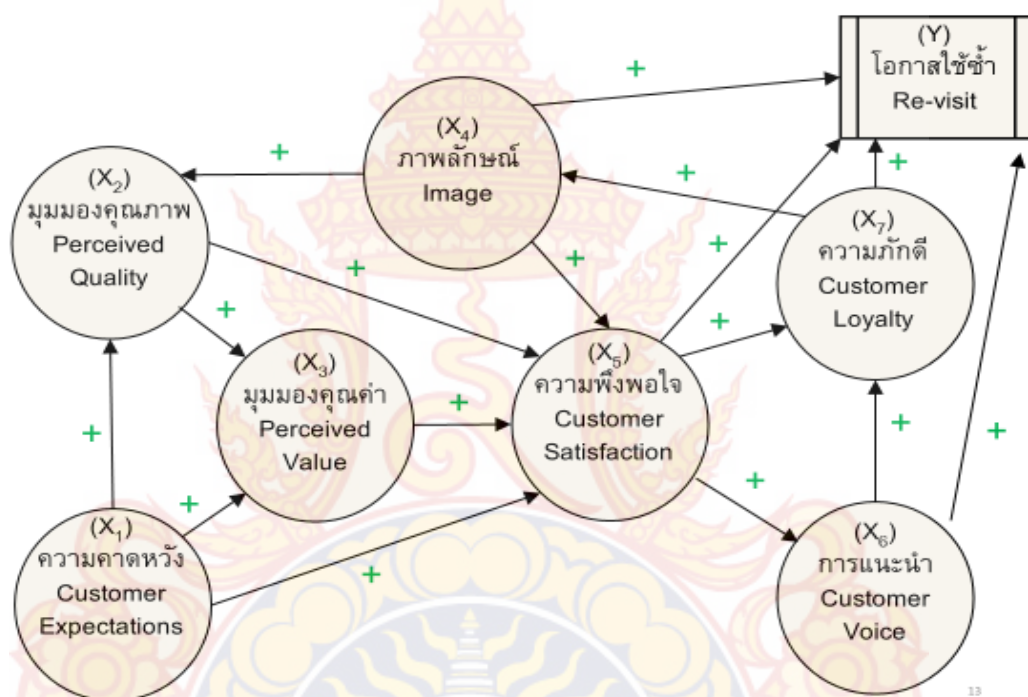 (Y)
โอกาสใช้ซ้ำ
Re-visit
+
(X₄)
ภาพลักษณ์
Image
+
+
+
(X₂)
มุมมองคุณภาพ
Perceived
Quality
(X₇)
ความภักดี
Customer
Loyalty
+
+
+
+
+
(X₃)
มุมมองคุณค่า
Perceived
Value
(X₅)
ความพึงพอใจ
Customer
Satisfaction
+
+
+
+
+
+
(X₁)
ความคาดหวัง
Customer
Expectations
(X₆)
การแนะนำ
Customer
Voice
+
13